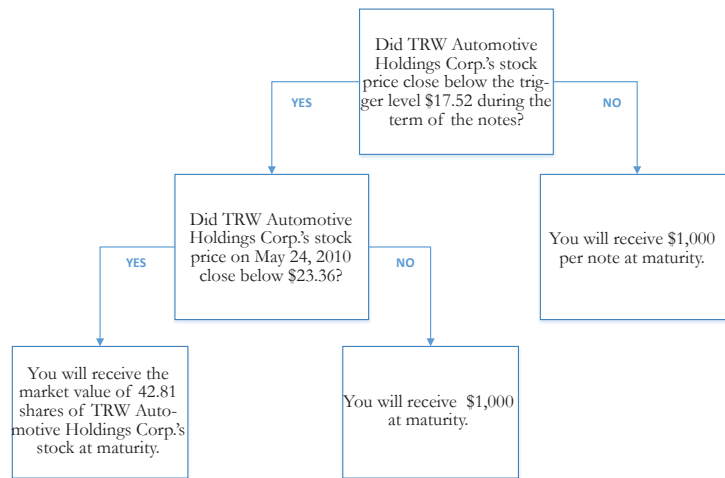 Did TRW Automotive
Holdings Corp.'s stock
price close below the trig-
ger level $17.52 during the
term of the notes?
YES
NO
Did TRW Automotive
Holdings Corp.'s stock
price on May 24, 2010
close below $23.36?
You will receive $1,000
per note at maturity.
YES
NO
You will receive the
market value of 42.81
shares of TRW Auto-
motive Holdings Corp.'s
stock at maturity.
You will receive $1,000
at maturity.